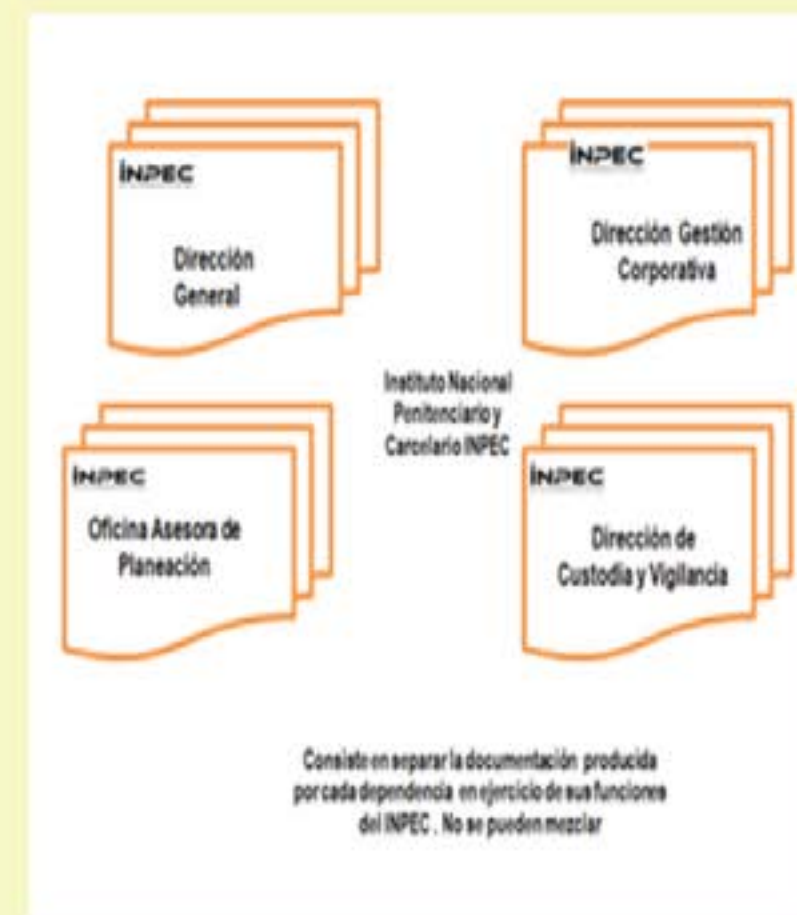 INPEC
Dirección
General
INPEC
Dirección Gestión
Corporativa
Instituto Nacional
Penitenciario y
Carcelario INPEC
INPEC
Oficina Asesora de
Planeación
INPEC
Dirección de
Custodia y Vigilancia
Consiste en separar la documentación producida
por cada dependencia en ejercicio de sus funciones
del INPEC . No se pueden mezclar